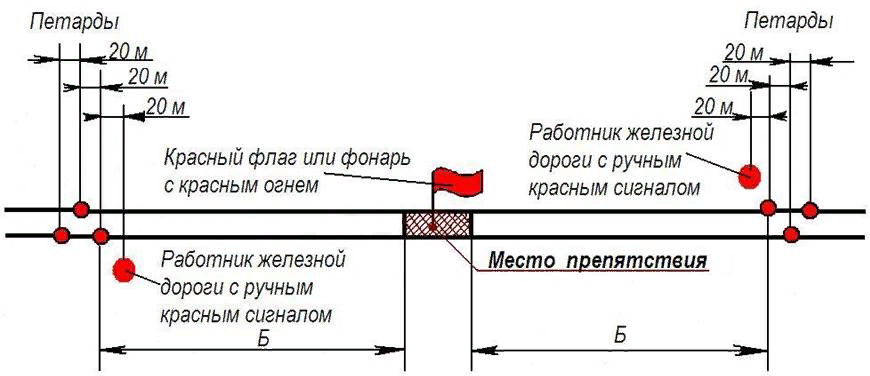 Петарды
20 м
20 м
20 м
Красный флаг или фонарь
с красным огнем
Работник железной
дороги с ручным
красным сигналом
Б
Место препятствия
Петарды
20 м
20 м
20 м
Работник железной
дороги с ручным
красным сигналом
Б